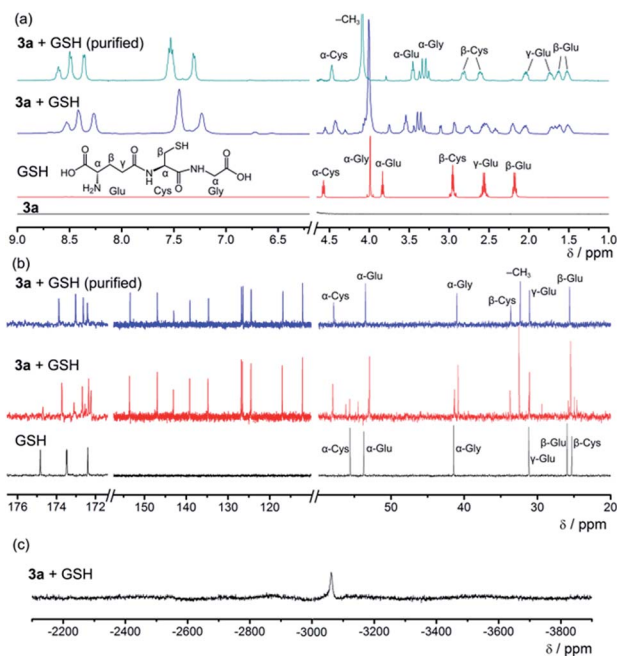 (a)
–CH₃
3a + GSH (purified)
α-Cys
α-Glu
α-Gly
β-Cys
γ-Glu
β-Glu
3a + GSH
GSH
SH
O
O
H
O
HO
α
β
γ
N
α
N
α
OH
H
H₂N
Glu
O
Cys
Gly
O
α-Cys
α-Gly
α-Glu
β-Cys
γ-Glu
β-Glu
3a
9.0 8.5 8.0 7.5 7.0 6.5 4.5 4.0 3.5 3.0 2.5 2.0 1.5 1.0
δ / ppm
(b)
3a + GSH (purified)
α-Cys
α-Glu
α-Gly
β-Cys
–CH₃
γ-Glu
β-Glu
3a + GSH
GSH
α-Cys
α-Glu
α-Gly
γ-Glu
β-Glu
β-Cys
176 174 172 150 140 130 120 50 40 30 20
δ / ppm
(c)
3a + GSH
-2200 -2400 -2600 -2800 -3000 -3200 -3400 -3600 -3800
δ / ppm